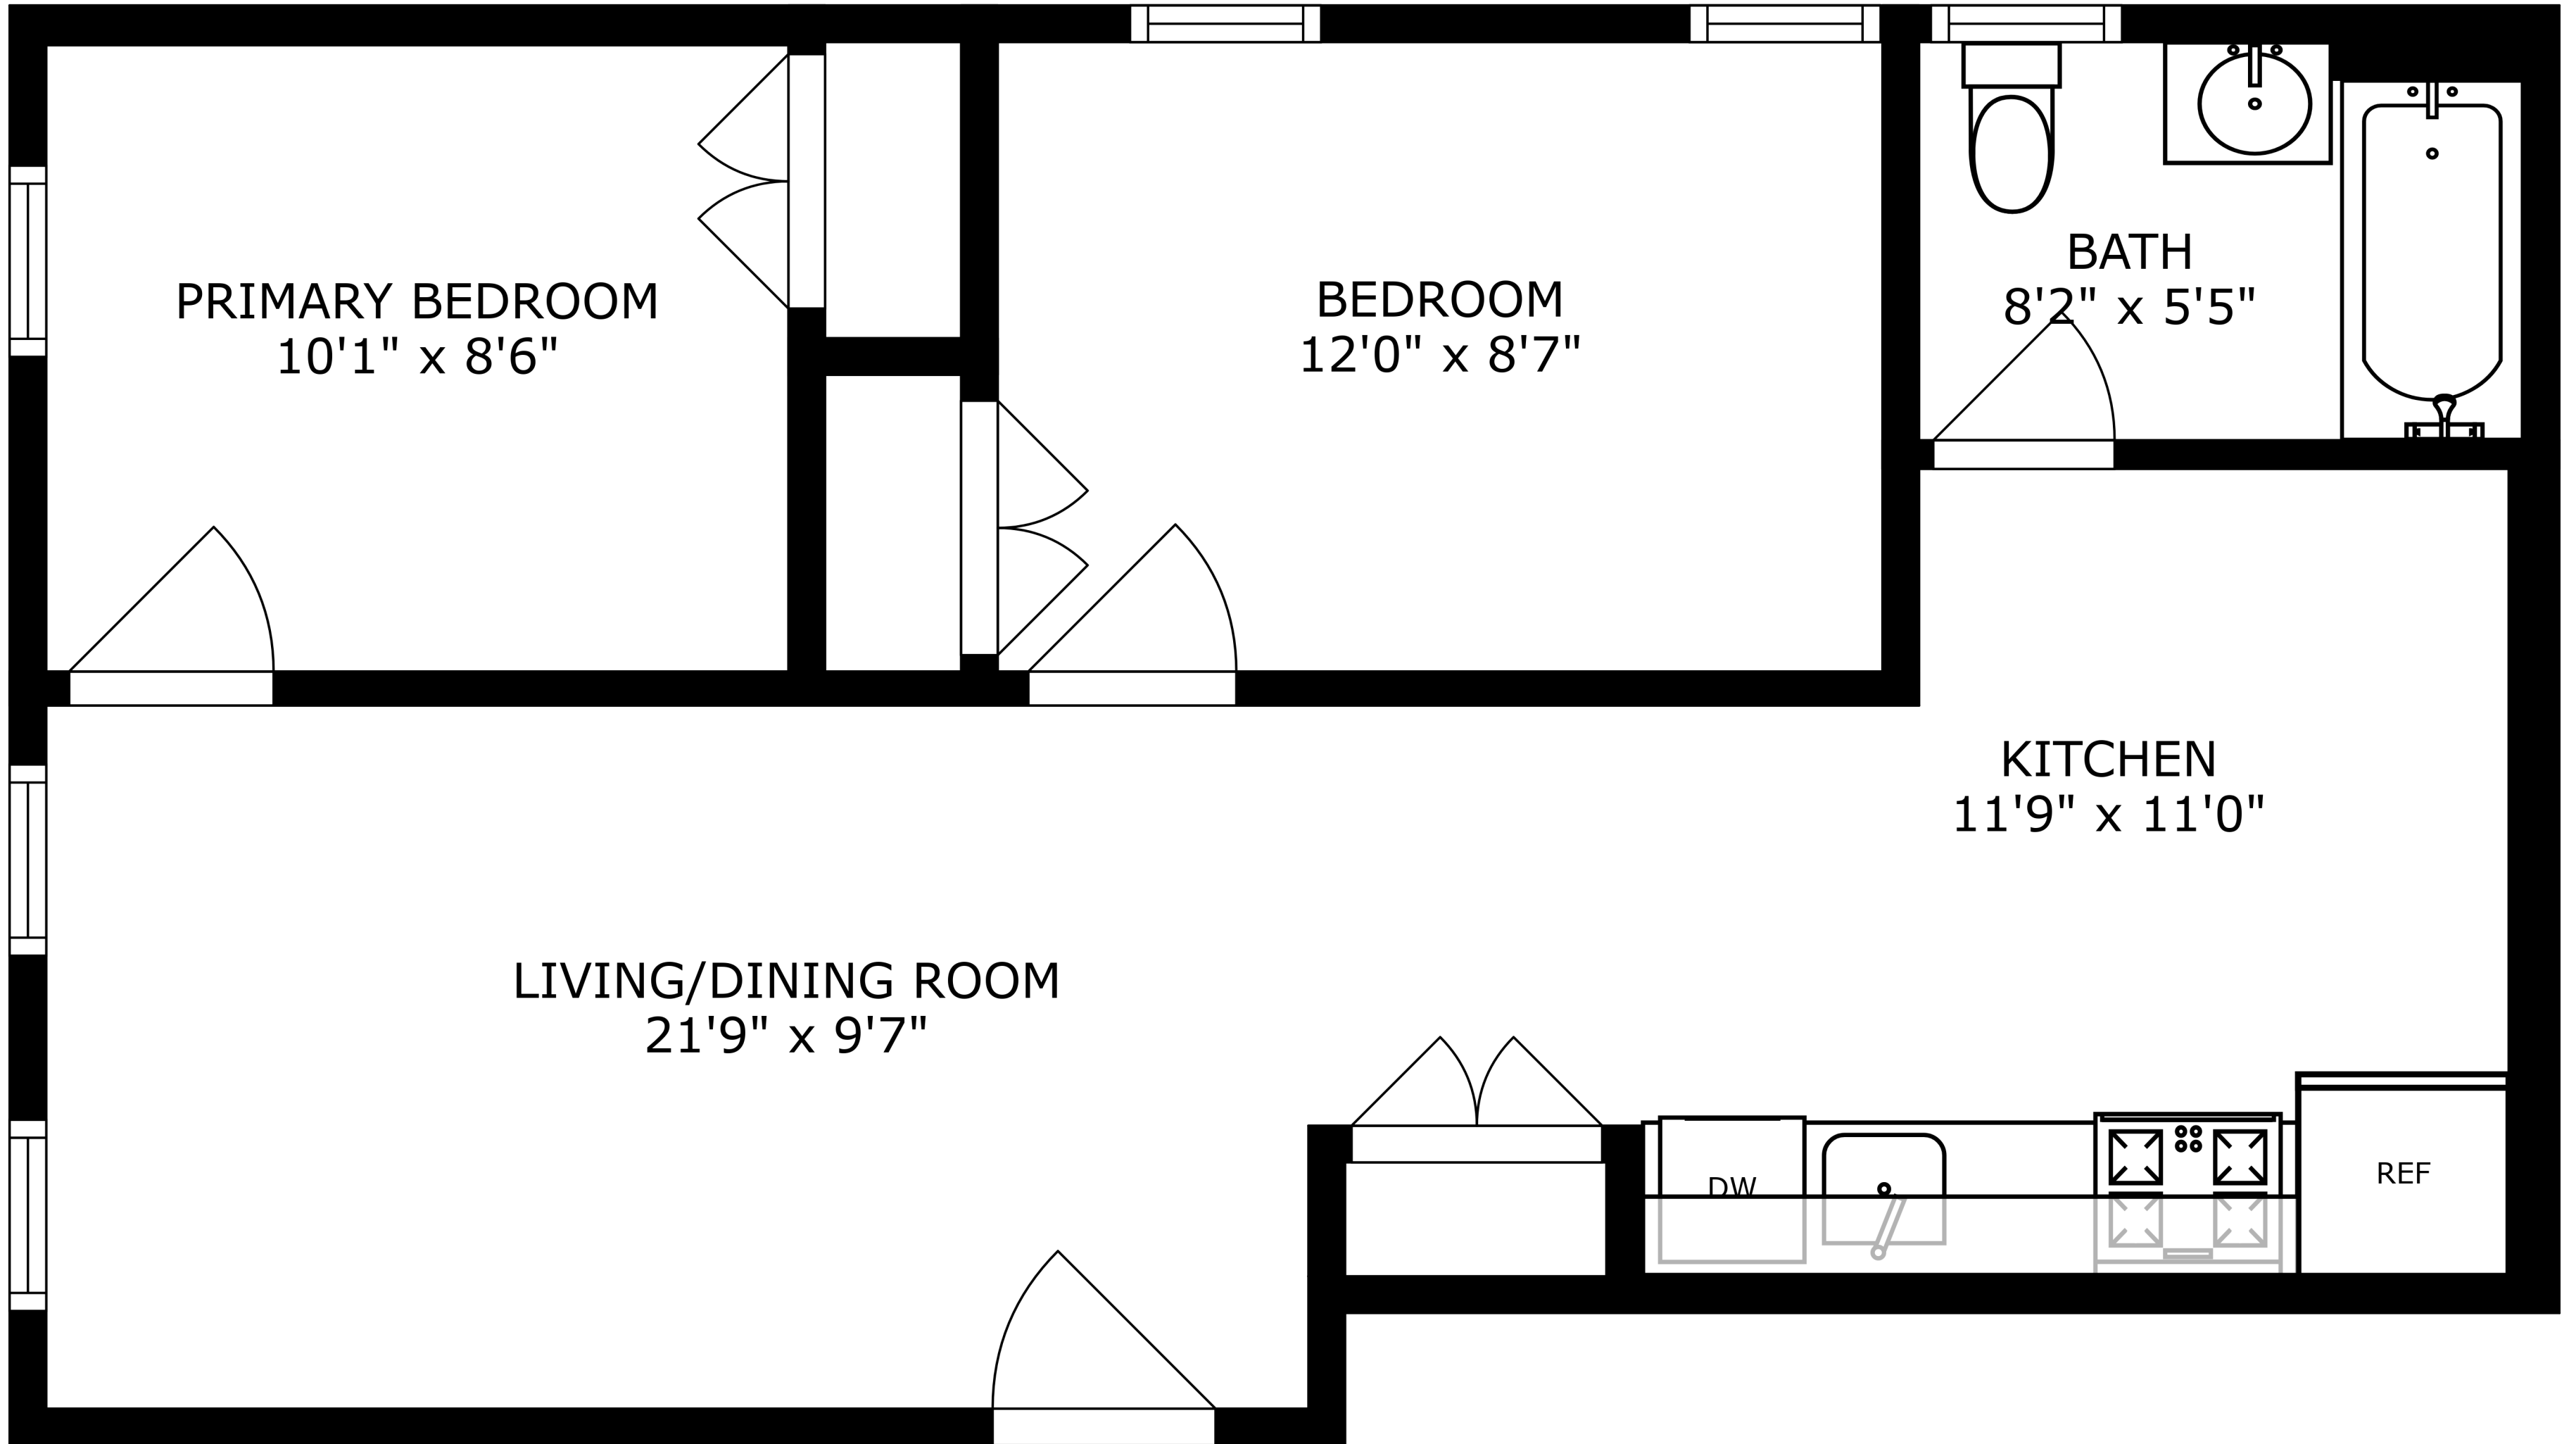 PRIMARY BEDROOM
10'1" x 8'6"
BEDROOM
12'0" x 8'7"
BATH
8'2" x 5'5"
KITCHEN
11'9" x 11'0"
LIVING/DINING ROOM
21'9" x 9'7"
DW
REF